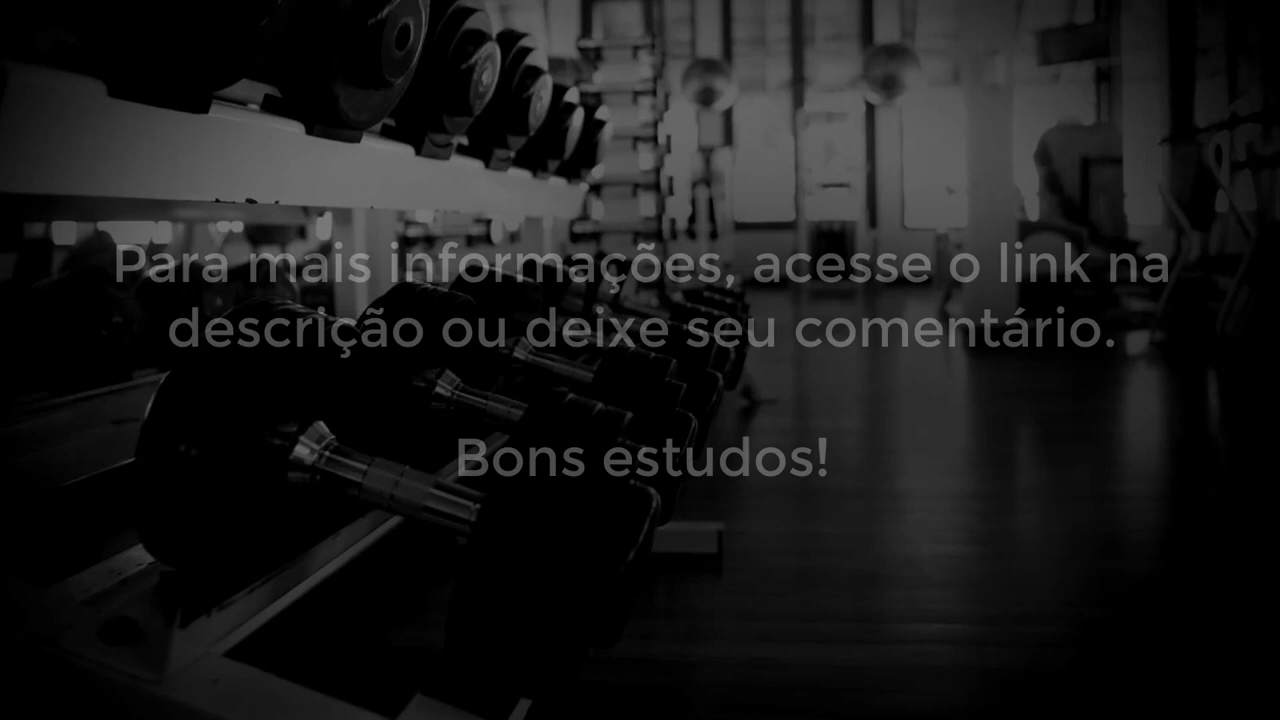 Para mais informações, acesse o link na
descrição ou deixe seu comentário.
Bons estudos!